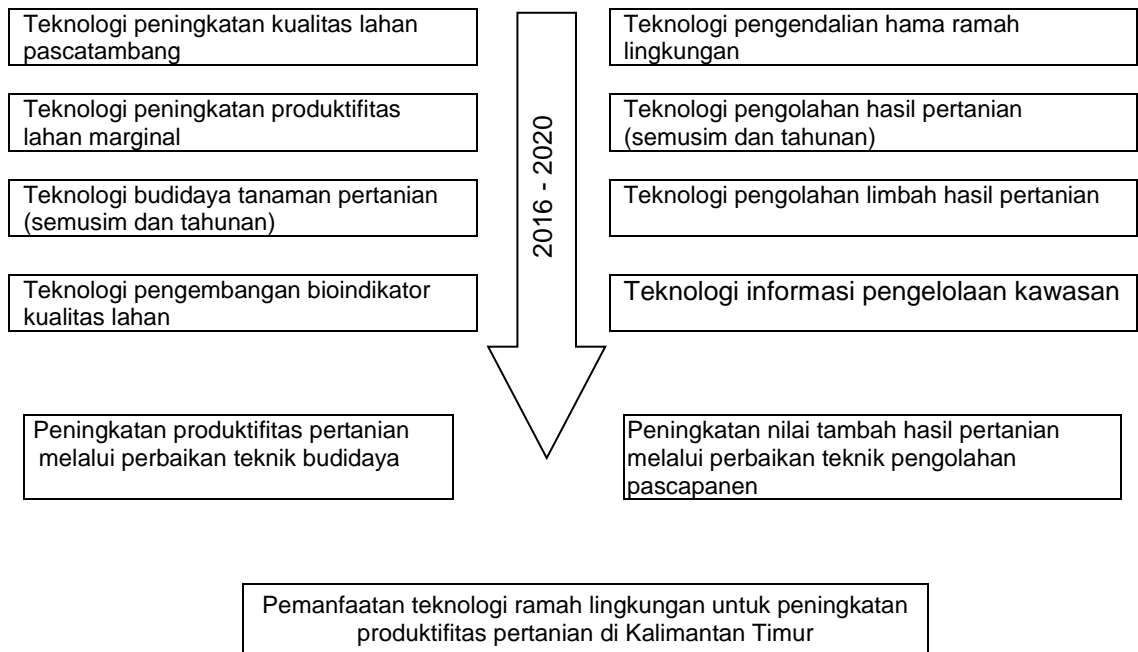 Teknologi peningkatan kualitas lahan
pascatambang
Teknologi peningkatan produktifitas
lahan marginal
Teknologi budidaya tanaman pertanian
(semusim dan tahunan)
Teknologi pengembangan bioindikator
kualitas lahan
2016 - 2020
Teknologi pengendalian hama ramah
lingkungan
Teknologi pengolahan hasil pertanian
(semusim dan tahunan)
Teknologi pengolahan limbah hasil pertanian
Teknologi informasi pengelolaan kawasan
Peningkatan produktifitas pertanian
melalui perbaikan teknik budidaya
Peningkatan nilai tambah hasil pertanian
melalui perbaikan teknik pengolahan
pascapanen
Pemanfaatan teknologi ramah lingkungan untuk peningkatan
produktifitas pertanian di Kalimantan Timur